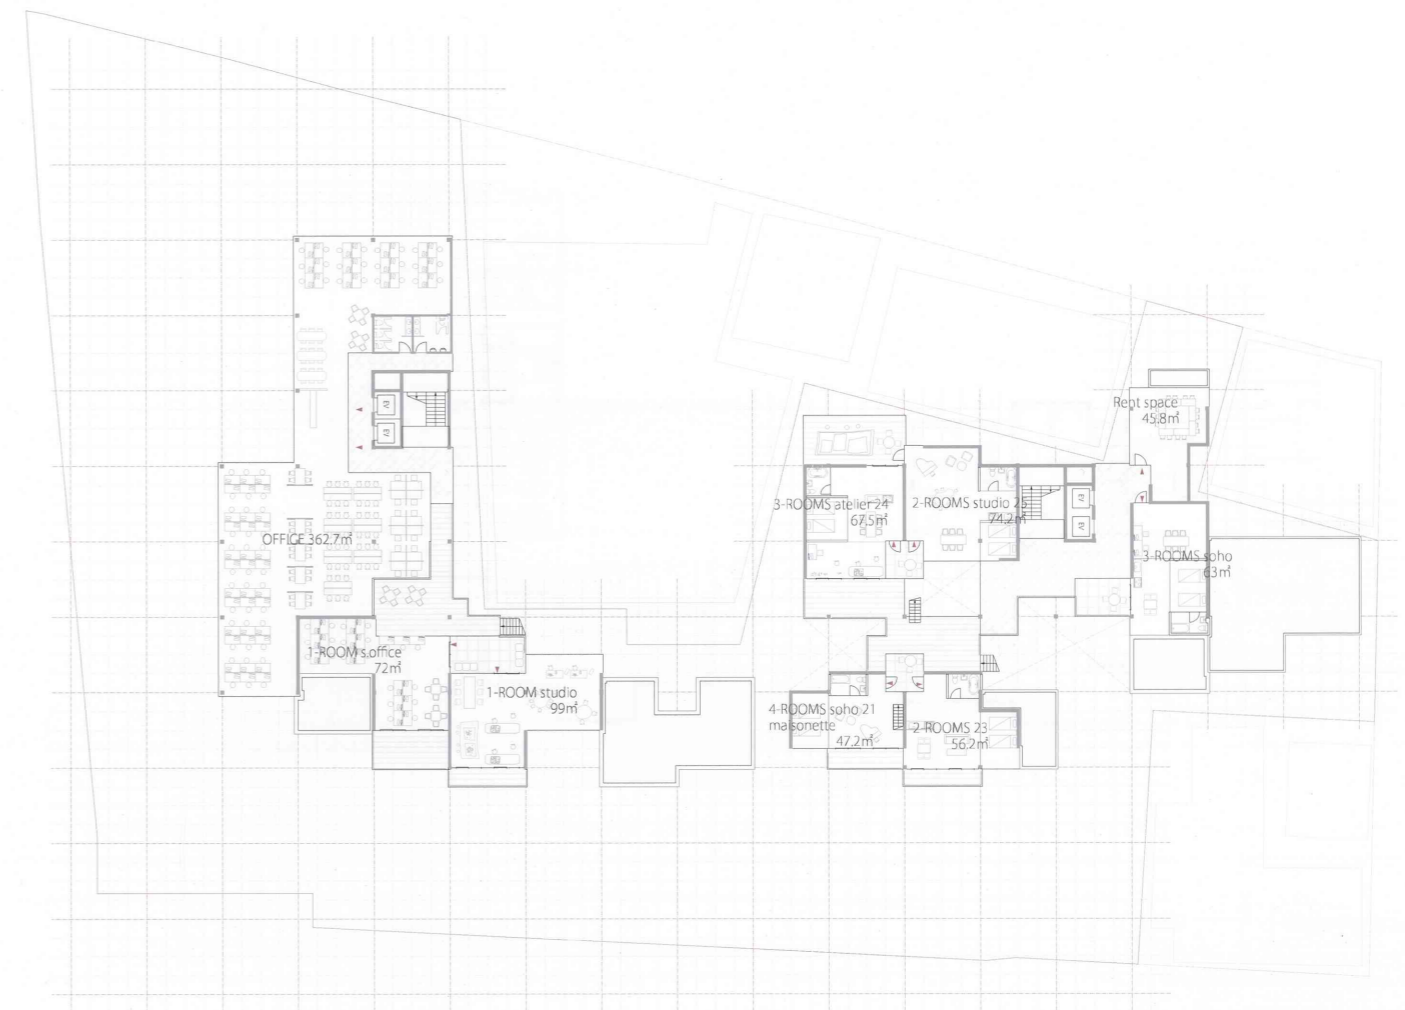 EV
EV
OFFICE 362.7㎡
1-ROOM s.office
72㎡
1-ROOM studio
99㎡
3-ROOMS atelier 24
67.5㎡
2-ROOMS studio 25
74.2㎡
EV
EV
Rent space
45.8㎡
3-ROOMS soho
63㎡
4-ROOMS soho 21
maisonette
47.2㎡
2-ROOMS 23
56.2㎡